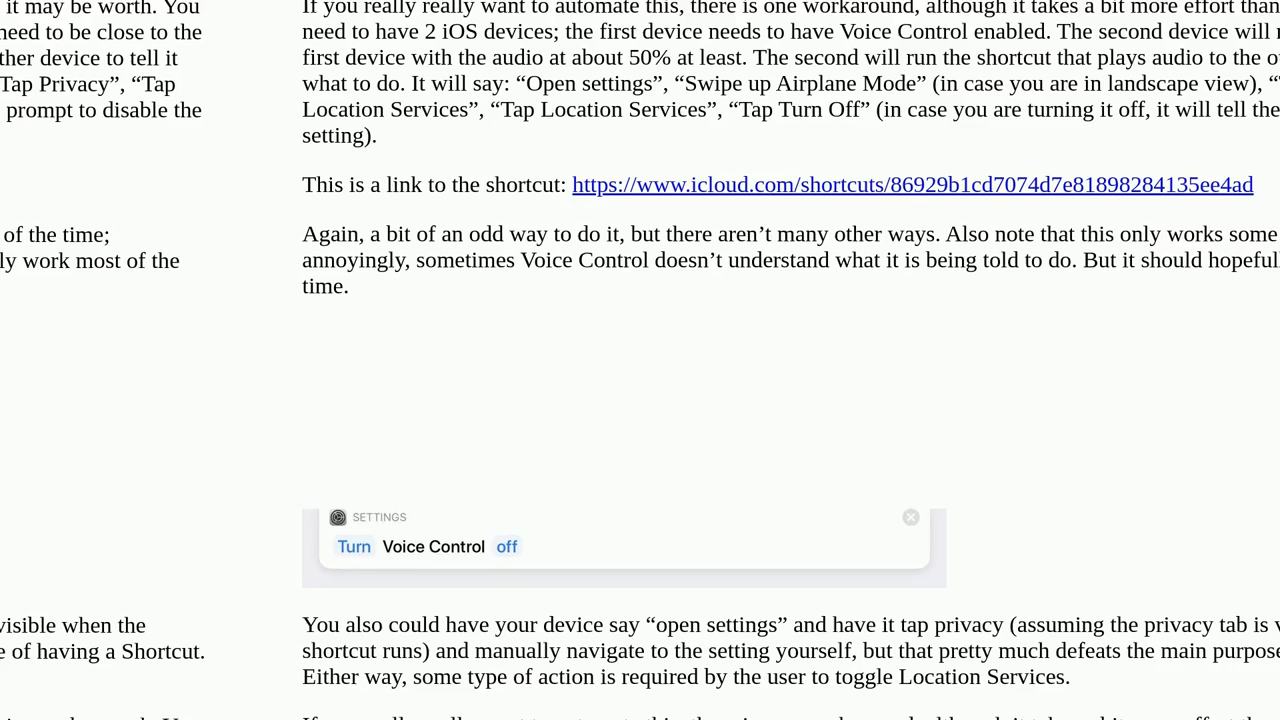 it may be worth. You
need to be close to the
ther device to tell it
Tap Privacy”, “Tap
prompt to disable the
of the time;
ly work most of the
visible when the
e of having a Shortcut.
If you really really want to automate this, there is one workaround, although it takes a bit more effort than
need to have 2 iOS devices; the first device needs to have Voice Control enabled. The second device will
first device with the audio at about 50% at least. The second will run the shortcut that plays audio to the o
what to do. It will say: “Open settings”, “Swipe up Airplane Mode” (in case you are in landscape view), “
Location Services”, “Tap Location Services”, “Tap Turn Off” (in case you are turning it off, it will tell the
setting).
This is a link to the shortcut: https://www.icloud.com/shortcuts/86929b1cd7074d7e81898284135ee4ad
Again, a bit of an odd way to do it, but there aren’t many other ways. Also note that this only works some
annoyingly, sometimes Voice Control doesn’t understand what it is being told to do. But it should hopeful
time.
SETTINGS
Turn Voice Control off
You also could have your device say “open settings” and have it tap privacy (assuming the privacy tab is
shortcut runs) and manually navigate to the setting yourself, but that pretty much defeats the main purpose
Either way, some type of action is required by the user to toggle Location Services.